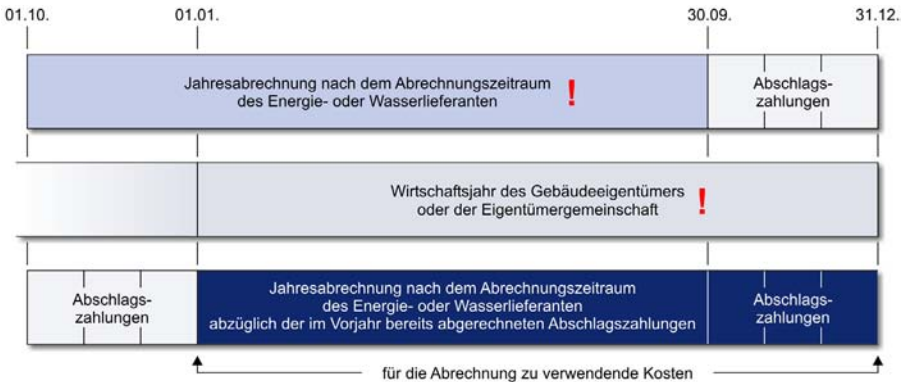 01.10.
01.01.
30.09.
31.12.
Jahresabrechnung nach dem Abrechnungszeitraum
des Energie- oder Wasserlieferanten
!
Abschlags-
zahlungen
Wirtschaftsjahr des Gebäudeeigentümers
oder der Eigentümergemeinschaft
!
Abschlags-
zahlungen
Jahresabrechnung nach dem Abrechnungszeitraum
des Energie- oder Wasserlieferanten
abzüglich der im Vorjahr bereits abgerechneten Abschlagszahlungen
Abschlags-
zahlungen
für die Abrechnung zu verwendende Kosten